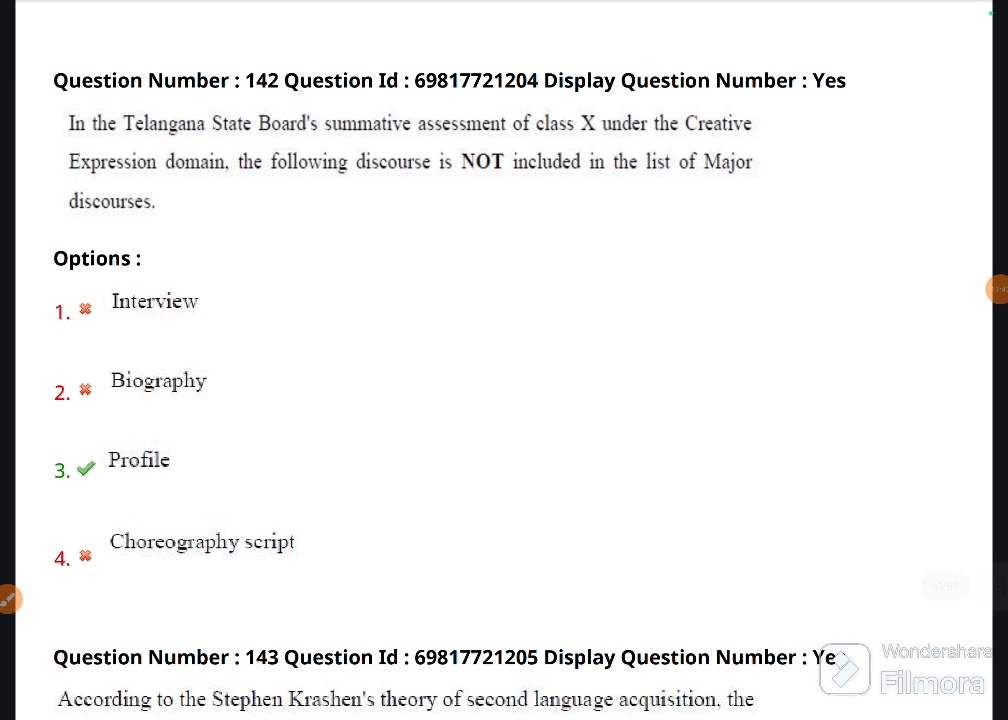 Question Number : 142 Question Id : 69817721204 Display Question Number : Yes
In the Telangana State Board's summative assessment of class X under the Creative
Expression domain, the following discourse is NOT included in the list of Major
discourses.
Options :
1. Interview
2. Biography
3. Profile
4. Choreography script
Question Number : 143 Question Id : 69817721205 Display Question Number : Yes
Wondershare
Filmora
According to the Stephen Krashen's theory of second language acquisition, the